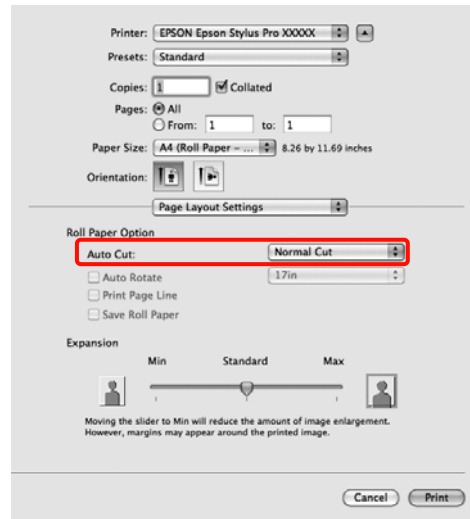 Printer: EPSON Epson Stylus Pro XXXXX
Presets: Standard
Copies: 1 Collated
Pages: All
From: 1 to: 1
Paper Size: A4 (Roll Paper – ... 8.26 by 11.69 inches
Orientation:
Page Layout Settings
Roll Paper Option
Auto Cut: Normal Cut
Auto Rotate 17in
Print Page Line
Save Roll Paper
Expansion
Min Standard Max
Moving the slider to Min will reduce the amount of image enlargement.
However, margins may appear around the printed image.
Cancel Print